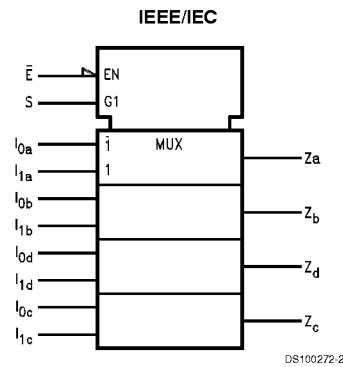 IEEE/IEC
E̅ EN
S G1
I0a 1̅ MUX Za
I1a 1
I0b Zb
I1b
I0d Zd
I1d
I0c Zc
I1c
DS100272-2